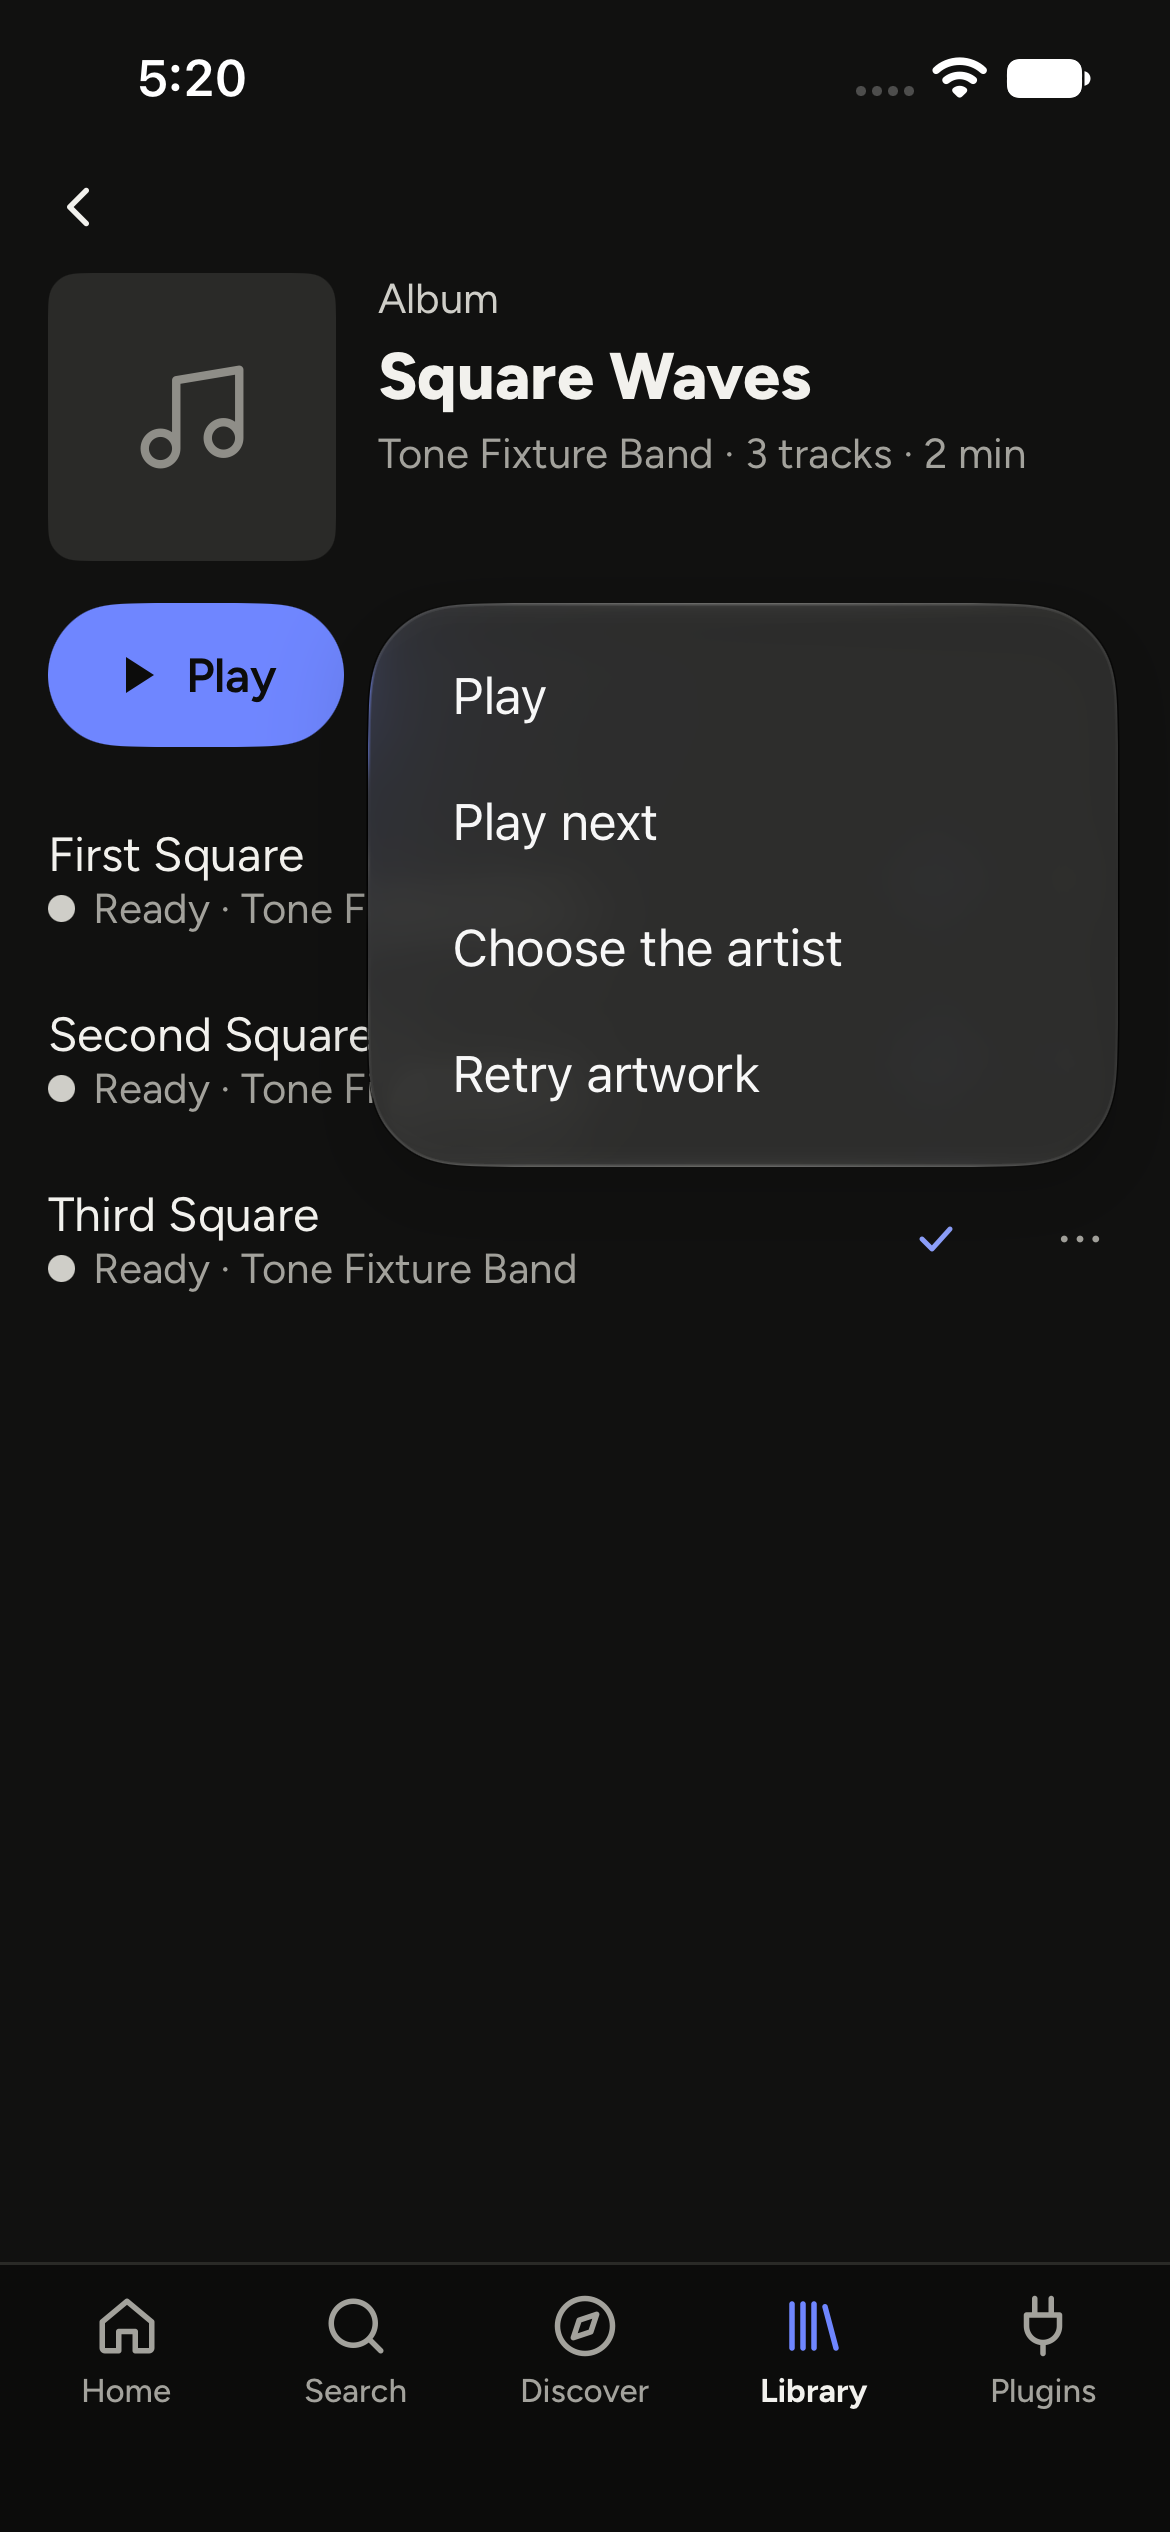 5:20
Album
Square Waves
Tone Fixture Band · 3 tracks · 2 min
Play
Play
Play next
Choose the artist
Retry artwork
First Square
Ready · Tone F
Second Square
Ready · Tone Fi
Third Square
Ready · Tone Fixture Band
Home
Search
Discover
Library
Plugins